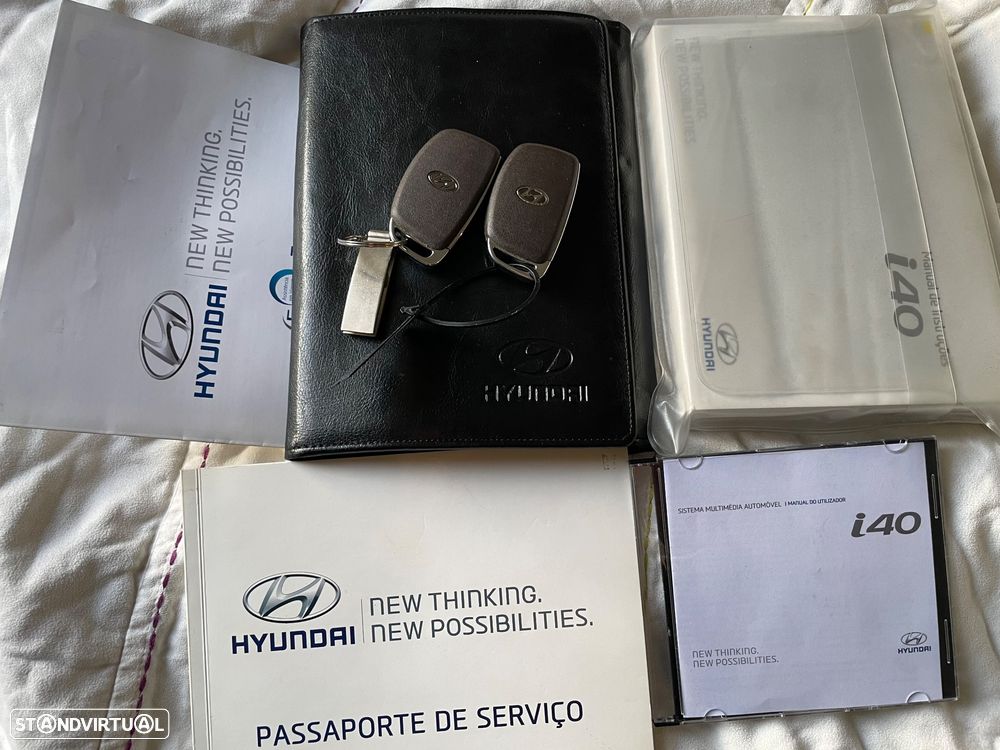 NEW THINKING.
NEW POSSIBILITIES.
HYUNDAI
HYUNDAI
NEW THINKING.
NEW POSSIBILITIES
Manual de Instruções
i40
HYUNDAI
SISTEMA MULTIMÉDIA AUTOMÓVEL | MANUAL DO UTILIZADOR
i40
NEW THINKING.
NEW POSSIBILITIES.
HYUNDAI
HYUNDAI
NEW THINKING.
NEW POSSIBILITIES.
PASSAPORTE DE SERVIÇO
STANDVIRTUAL